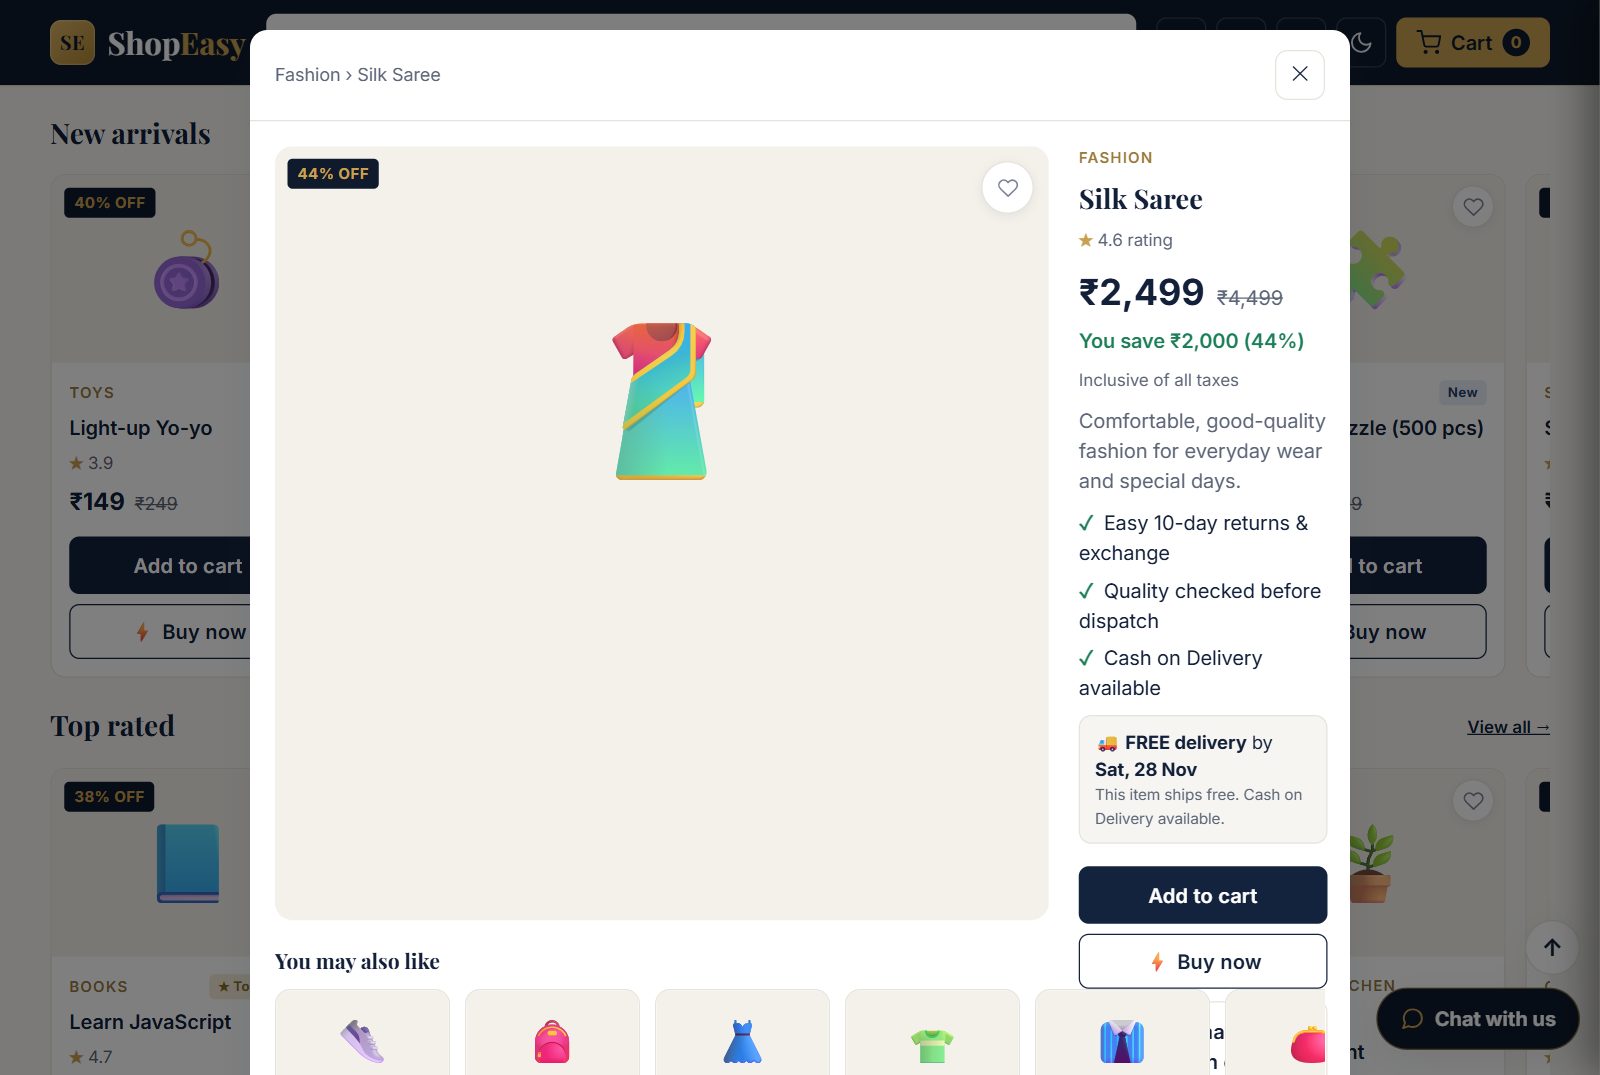 SE ShopEasy
Cart 0
Fashion › Silk Saree
New arrivals
40% OFF
TOYS
Light-up Yo-yo
★ 3.9
₹149 ₹249
Add to cart
Buy now
44% OFF
FASHION
Silk Saree
★ 4.6 rating
₹2,499 ₹4,499
You save ₹2,000 (44%)
Inclusive of all taxes
Comfortable, good-quality
fashion for everyday wear
and special days.
✓ Easy 10-day returns &
exchange
✓ Quality checked before
dispatch
✓ Cash on Delivery
available
FREE delivery by
Sat, 28 Nov
This item ships free. Cash on
Delivery available.
Add to cart
Buy now
You may also like
New
(500 pcs)
to cart
Buy now
Top rated
View all →
38% OFF
BOOKS
Learn JavaScript
★ 4.7
Chat with us